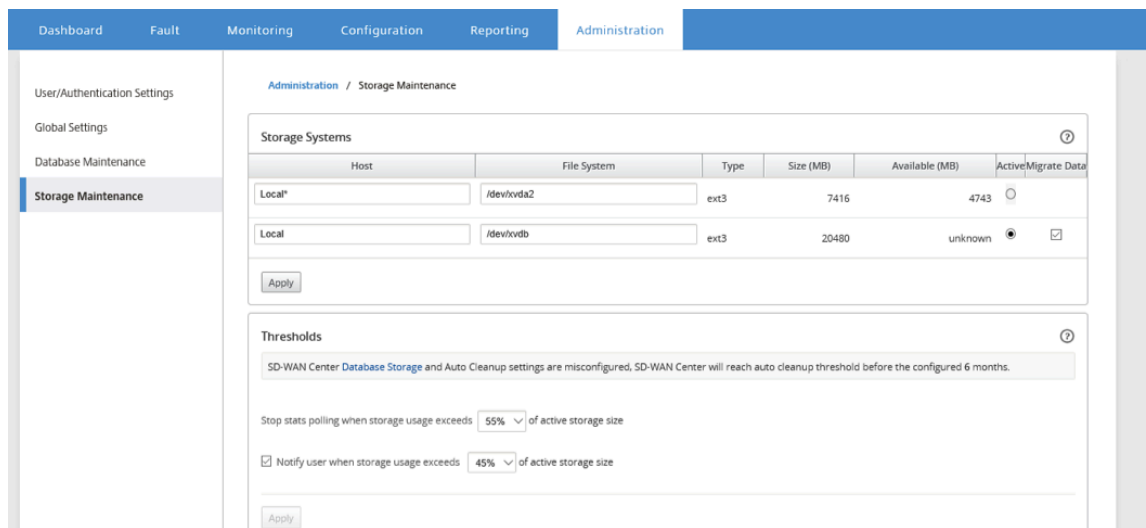 Dashboard Fault Monitoring Configuration Reporting Administration
User/Authentication Settings
Global Settings
Database Maintenance
Storage Maintenance
Administration / Storage Maintenance
Storage Systems ?
Host File System Type Size (MB) Available (MB) Active Migrate Data
Local* /dev/xvda2 ext3 7416 4743
Local /dev/xvdb ext3 20480 unknown
Apply
Thresholds ?
SD-WAN Center Database Storage and Auto Cleanup settings are misconfigured, SD-WAN Center will reach auto cleanup threshold before the configured 6 months.
Stop stats polling when storage usage exceeds 55% of active storage size
Notify user when storage usage exceeds 45% of active storage size
Apply